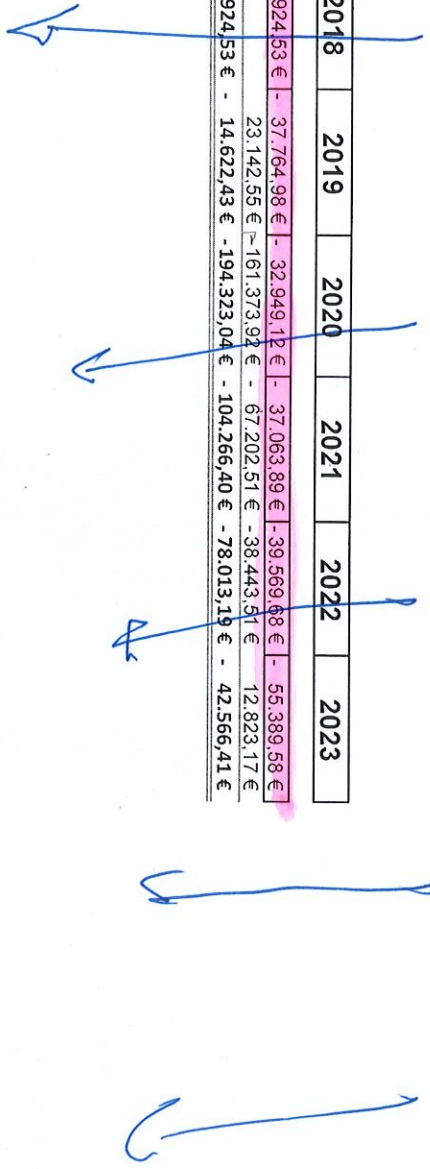 2018 2019 2020 2021 2022 2023
924,53 € - 37.764,98 € - 32.949,12 € - 37.063,89 € - 39.569,68 € - 55.389,58 €
23.142,55 € - 161.373,92 € - 67.202,51 € - 38.443,51 € 12.823,17 €
924,53 € - 14.622,43 € - 194.323,04 € - 104.266,40 € - 78.013,19 € - 42.566,41 €